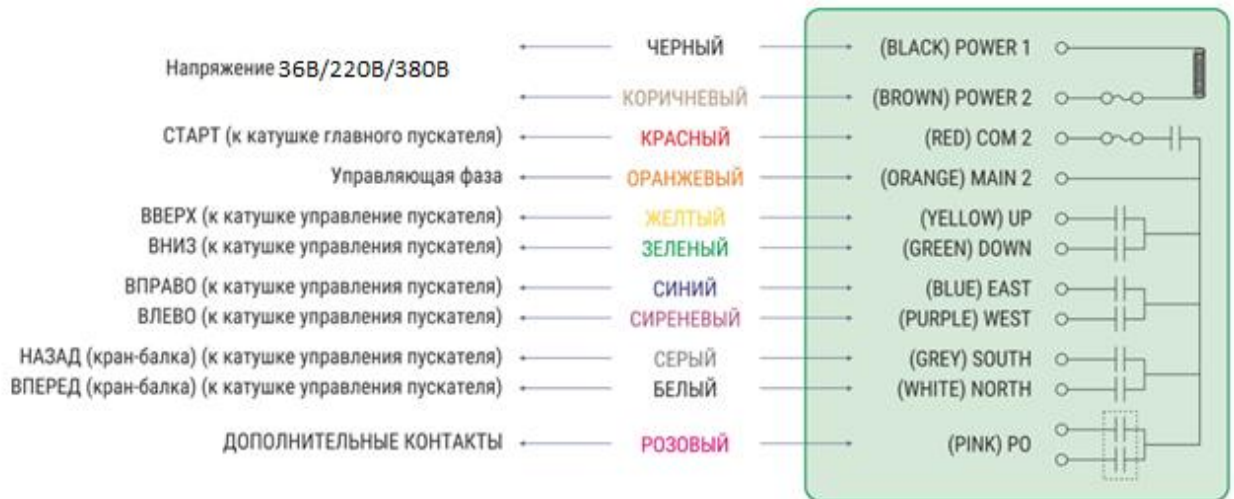 ЧЕРНЫЙ (BLACK) POWER 1
Напряжение 36В/220В/380В
КОРИЧНЕВЫЙ (BROWN) POWER 2
СТАРТ (к катушке главного пускателя) КРАСНЫЙ (RED) COM 2
Управляющая фаза ОРАНЖЕВЫЙ (ORANGE) MAIN 2
ВВЕРХ (к катушке управление пускателя) ЖЕЛТЫЙ (YELLOW) UP
ВНИЗ (к катушке управления пускателя) ЗЕЛЕНЫЙ (GREEN) DOWN
ВПРАВО (к катушке управления пускателя) СИНИЙ (BLUE) EAST
ВЛЕВО (к катушке управления пускателя) СИРЕНЕВЫЙ (PURPLE) WEST
НАЗАД (кран-балка) (к катушке управления пускателя) СЕРЫЙ (GREY) SOUTH
ВПЕРЕД (кран-балка) (к катушке управления пускателя) БЕЛЫЙ (WHITE) NORTH
ДОПОЛНИТЕЛЬНЫЕ КОНТАКТЫ РОЗОВЫЙ (PINK) PO